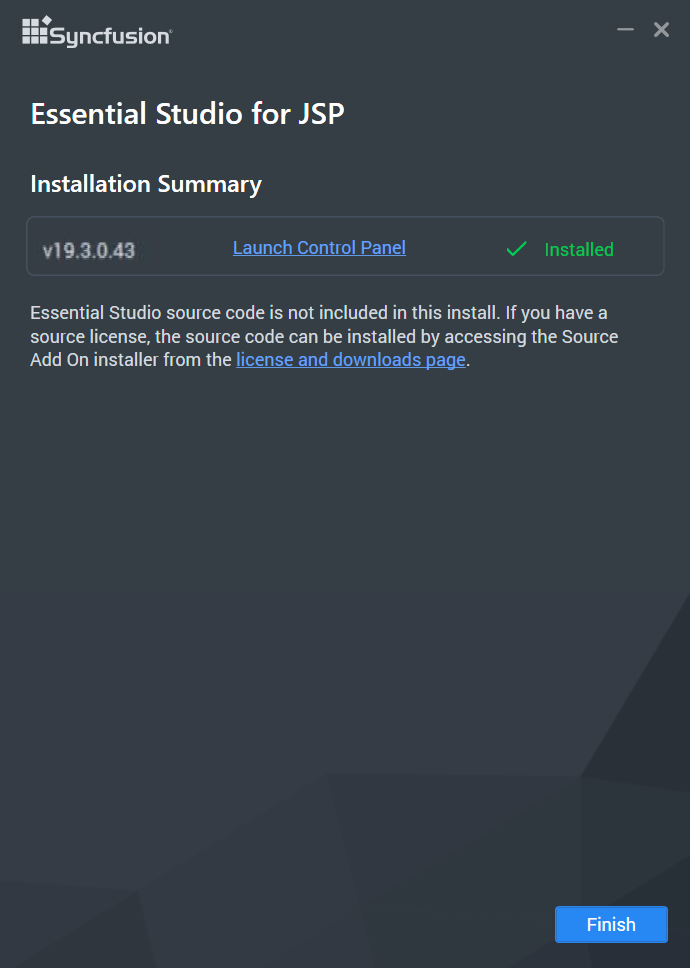 Syncfusion
Essential Studio for JSP
Installation Summary
v19.3.0.43 Launch Control Panel Installed
Essential Studio source code is not included in this install. If you have a
source license, the source code can be installed by accessing the Source
Add On installer from the license and downloads page.
Finish